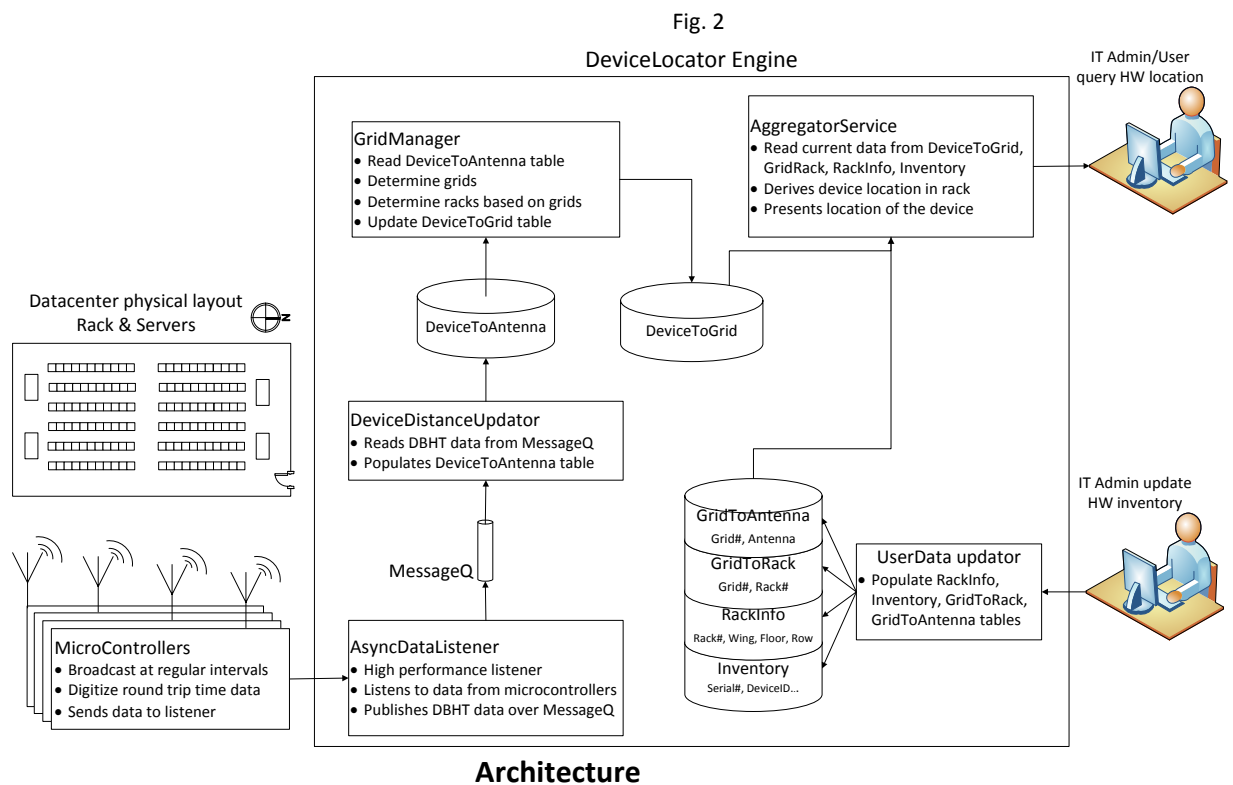 Fig. 2
DeviceLocator Engine
IT Admin/User
query HW location
GridManager
• Read DeviceToAntenna table
• Determine grids
• Determine racks based on grids
• Update DeviceToGrid table
AggregatorService
• Read current data from DeviceToGrid,
GridRack, RackInfo, Inventory
• Derives device location in rack
• Presents location of the device
Datacenter physical layout
Rack & Servers
N
DeviceToAntenna
DeviceToGrid
DeviceDistanceUpdator
• Reads DBHT data from MessageQ
• Populates DeviceToAntenna table
IT Admin update
HW inventory
GridToAntenna
Grid#, Antenna
GridToRack
Grid#, Rack#
RackInfo
Rack#, Wing, Floor, Row
Inventory
Serial#, DeviceID...
UserData updator
• Populate RackInfo,
Inventory, GridToRack,
GridToAntenna tables
MessageQ
MicroControllers
• Broadcast at regular intervals
• Digitize round trip time data
• Sends data to listener
AsyncDataListener
• High performance listener
• Listens to data from microcontrollers
• Publishes DBHT data over MessageQ
Architecture